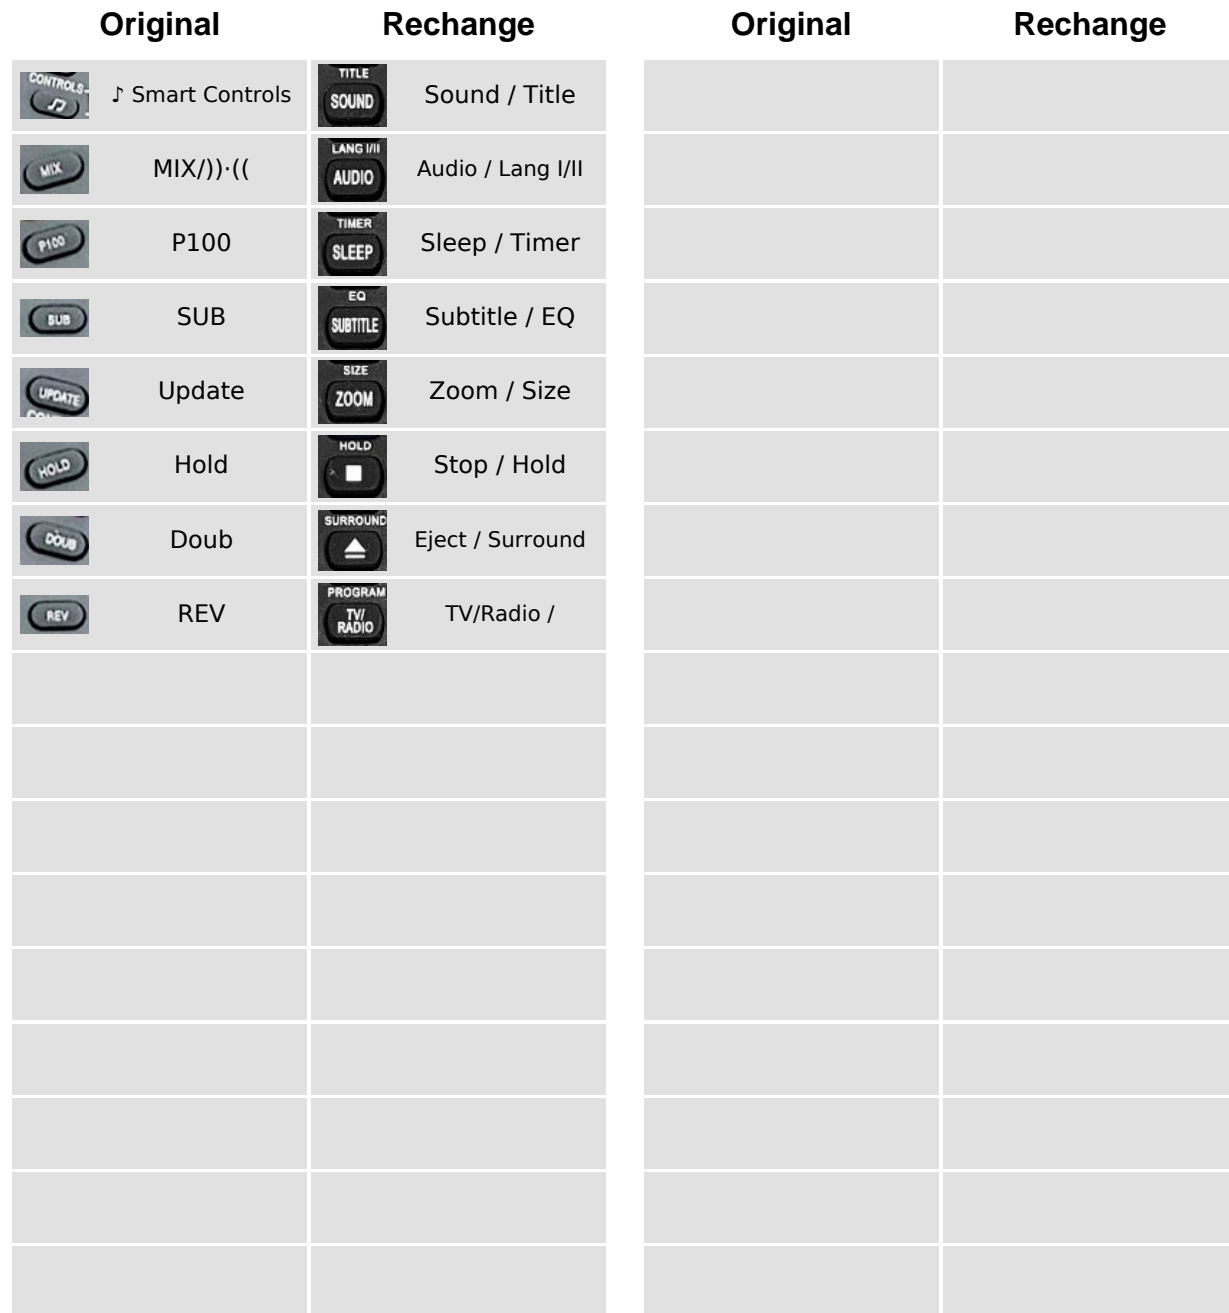 Original Rechange Original Rechange
CONTROLS
♪ Smart Controls
TITLE
SOUND
Sound / Title
MIX
MIX/))·((
LANG I/II
AUDIO
Audio / Lang I/II
P100
P100
TIMER
SLEEP
Sleep / Timer
SUB
SUB
EQ
SUBTITLE
Subtitle / EQ
UPDATE
Update
SIZE
ZOOM
Zoom / Size
HOLD
Hold
HOLD
Stop / Hold
DOUB
Doub
SURROUND
Eject / Surround
REV
REV
PROGRAM
TV/
RADIO
TV/Radio /